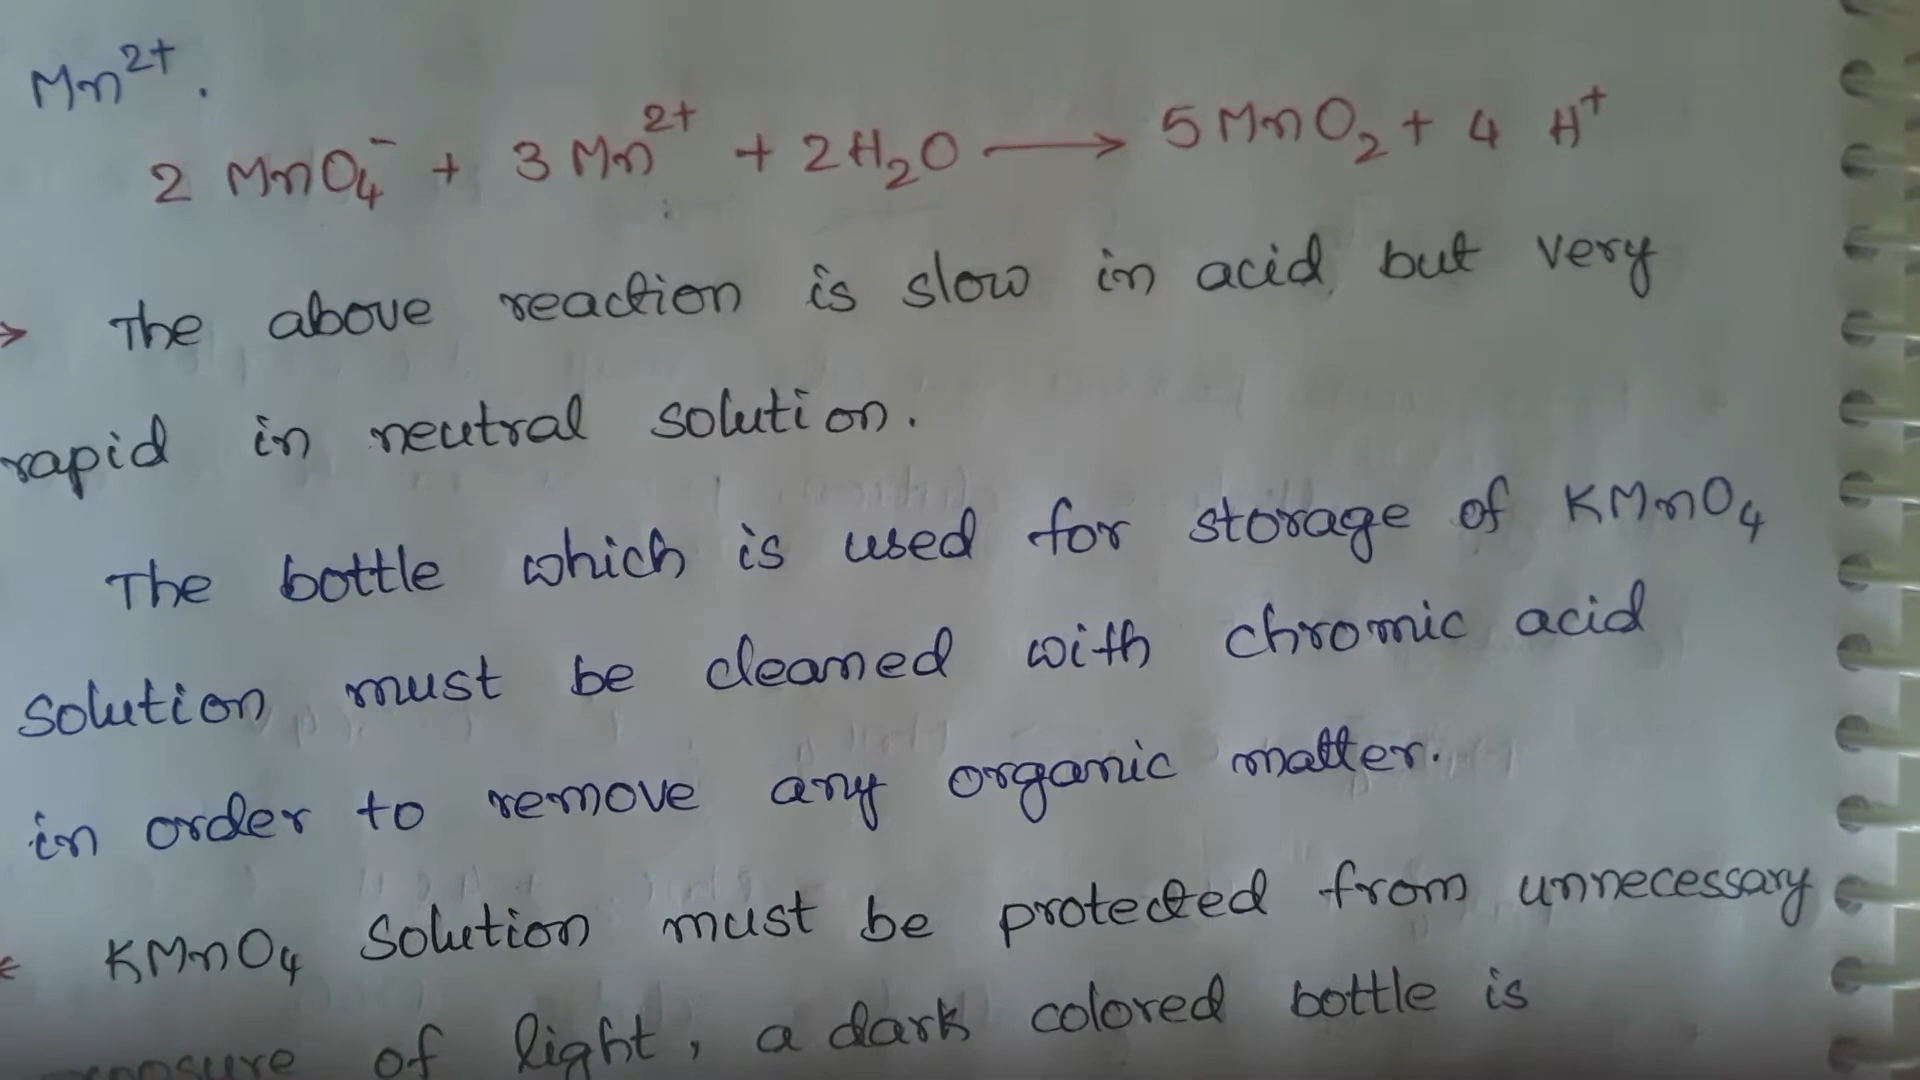 Mn²⁺.
2 MnO₄⁻ + 3 Mn²⁺ + 2H₂O ⟶ 5 MnO₂ + 4 H⁺
The above reaction is slow in acid but very
rapid in neutral solution.
The bottle which is used for storage of KMnO₄
solution must be cleaned with chromic acid
in order to remove any organic matter.
KMnO₄ solution must be protected from unnecessary
of light, a dark colored bottle is